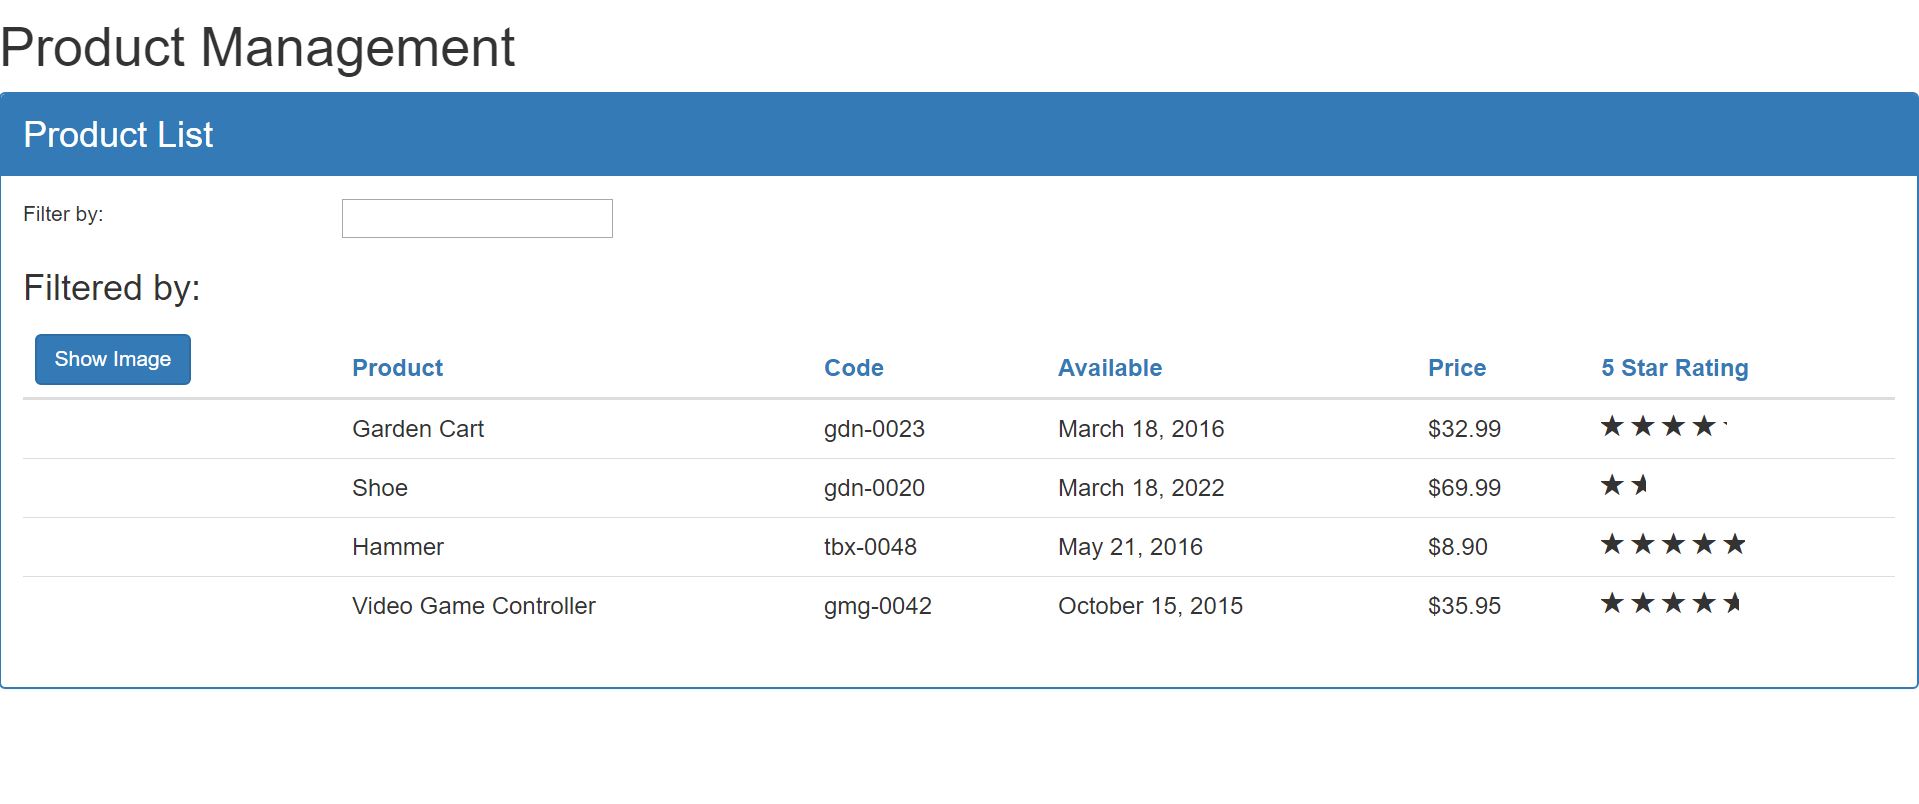 Product Management
Product List
Filter by:
Filtered by:
Show Image Product Code Available Price 5 Star Rating
Garden Cart gdn-0023 March 18, 2016 $32.99
Shoe gdn-0020 March 18, 2022 $69.99
Hammer tbx-0048 May 21, 2016 $8.90
Video Game Controller gmg-0042 October 15, 2015 $35.95